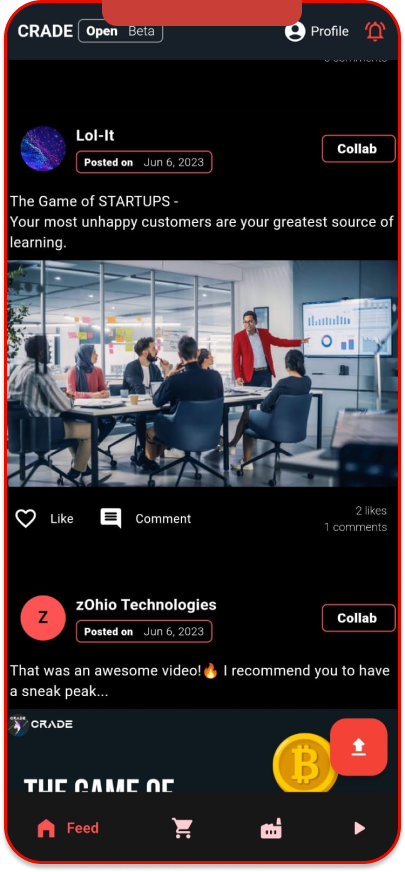 CRADE Open Beta Profile
comments
Lol-It
Posted on Jun 6, 2023
Collab
The Game of STARTUPS -
Your most unhappy customers are your greatest source of
learning.
Like Comment
2 likes
1 comments
Z
zOhio Technologies
Posted on Jun 6, 2023
Collab
That was an awesome video!🔥 I recommend you to have
a sneak peak...
CRADE
THE GAME OF
Feed